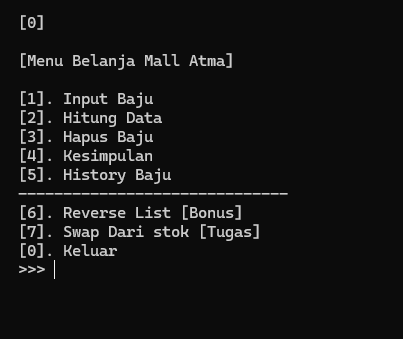 [0]
[Menu Belanja Mall Atma]
[1]. Input Baju
[2]. Hitung Data
[3]. Hapus Baju
[4]. Kesimpulan
[5]. History Baju
------------------------------
[6]. Reverse List [Bonus]
[7]. Swap Dari stok [Tugas]
[0]. Keluar
>>>